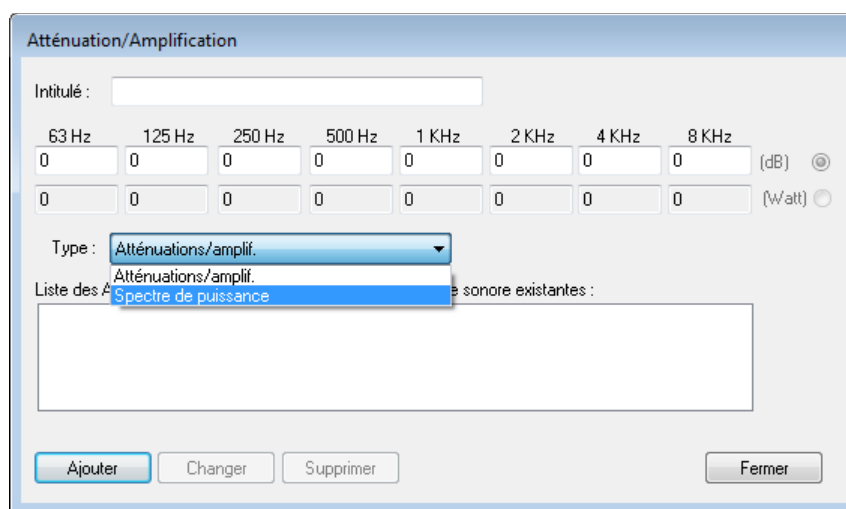 Atténuation/Amplification
Intitulé :
63 Hz 125 Hz 250 Hz 500 Hz 1 KHz 2 KHz 4 KHz 8 KHz
0 0 0 0 0 0 0 0 (dB)
0 0 0 0 0 0 0 0 (Watt)
Type : Atténuations/amplif.
Atténuations/amplif.
Spectre de puissance
Liste des sonore existantes :
Ajouter Changer Supprimer Fermer